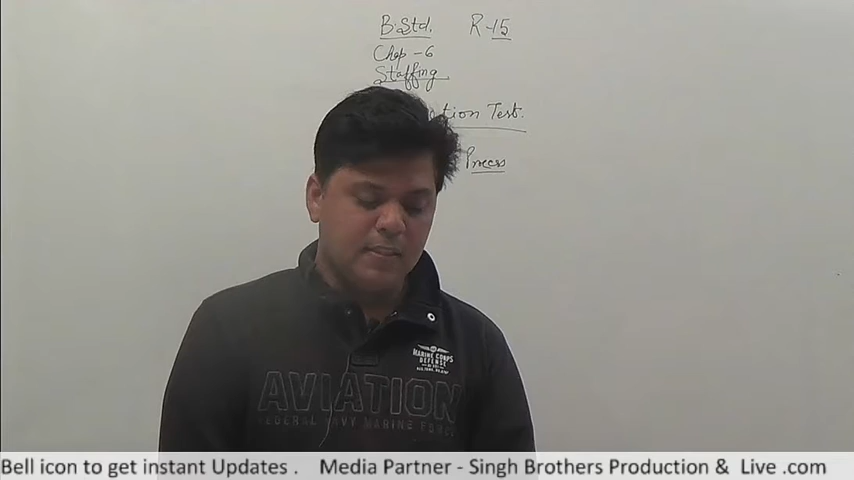 B.Std. R-15
Chap-6
Staffing
tion Test.
Process
MARINE CORPS
DEFENSE
AVIATION
FEDERAL NAVY MARINE FORCE
Bell icon to get instant Updates . Media Partner - Singh Brothers Production & Live .com